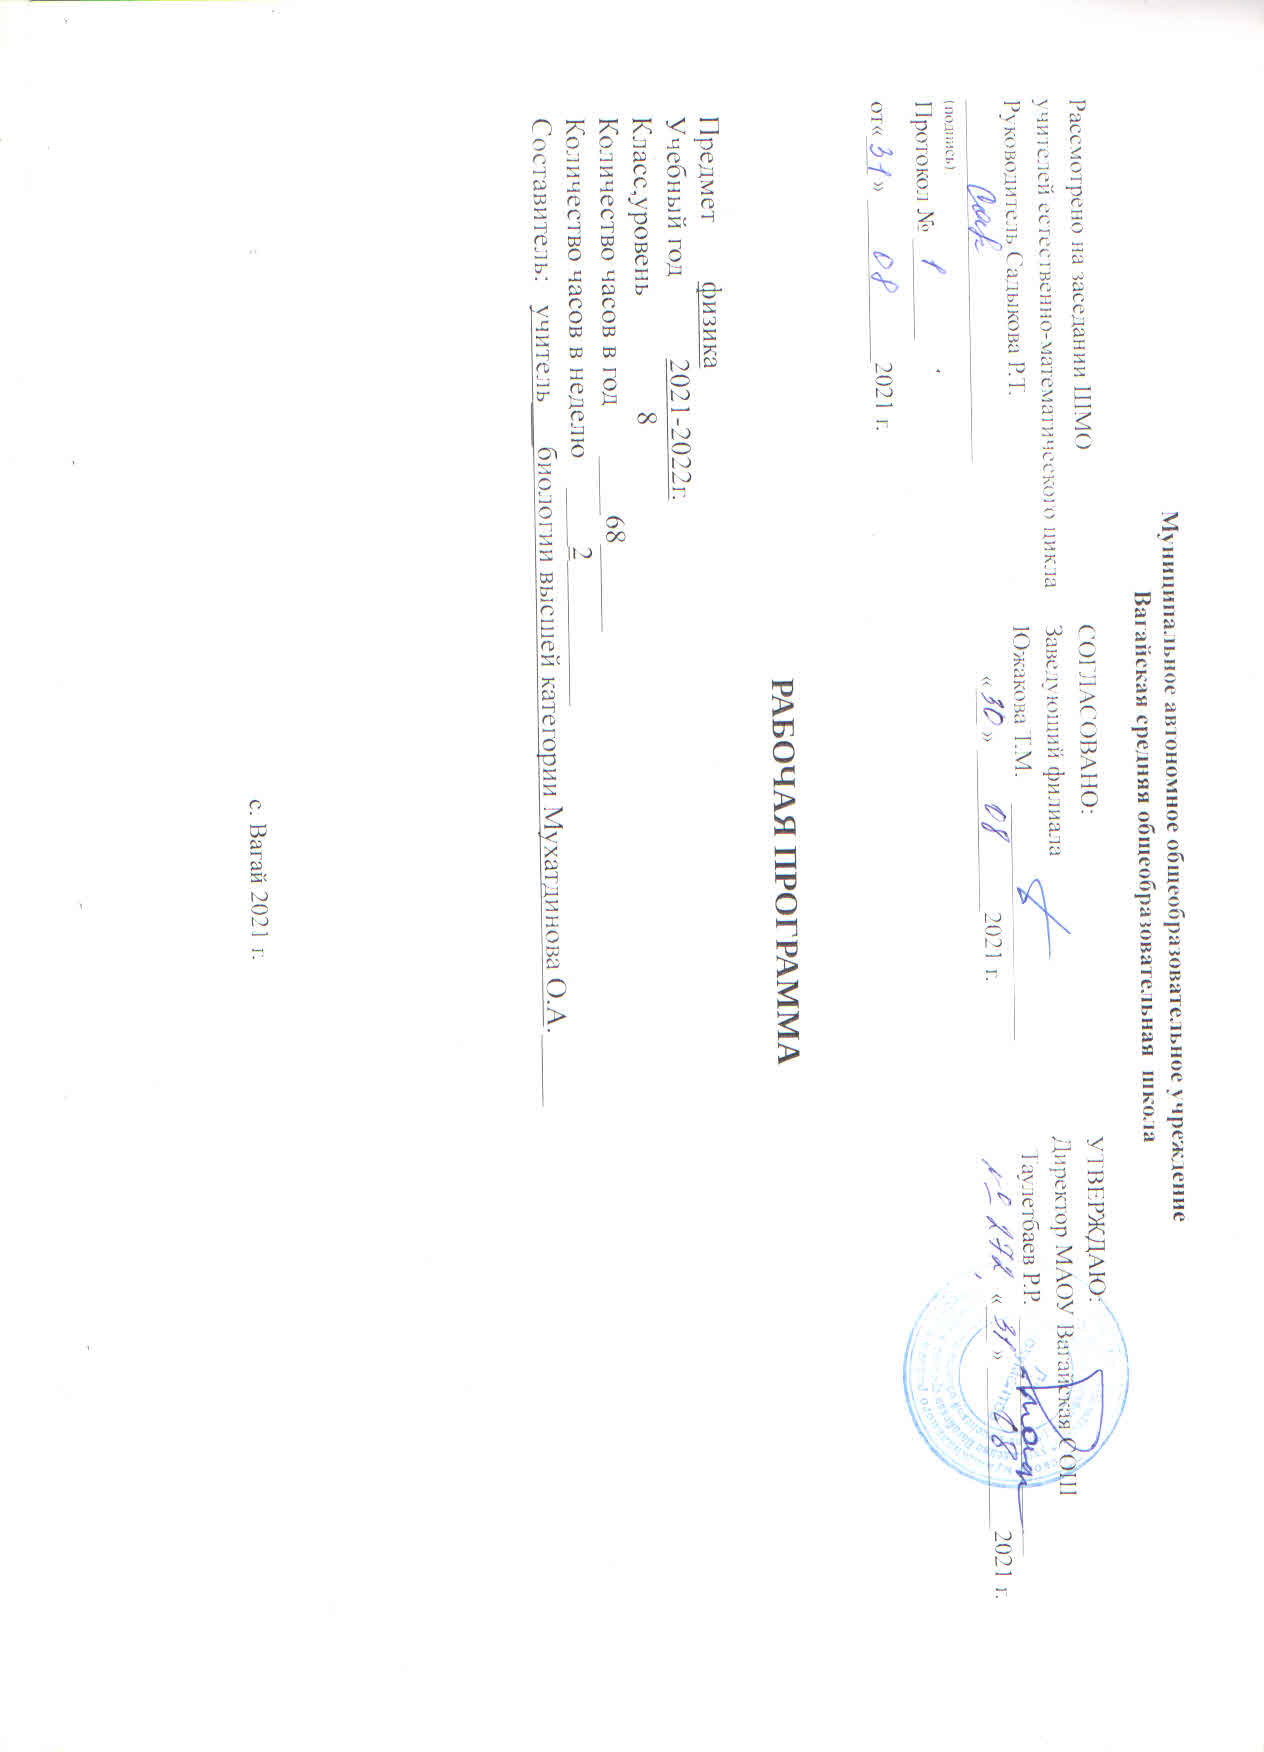 Муниципальное автономное общеобразовательное учреждение
Вагайская средняя общеобразовательная школа
Рассмотрено на заседании ШМО
учителей естественно-математического цикла
Руководитель Садыкова Р.Т.
(подпись)
Протокол № 1
от« 31 » 08 2021 г.
СОГЛАСОВАНО:
Заведующий филиала
Южакова Т.М.
« 30 » 08 2021 г.
УТВЕРЖДАЮ:
Директор МАОУ Вагайская СОШ
Таулетбаев Р.Р.
№ 272 « 31 » 08 2021 г.
РАБОЧАЯ ПРОГРАММА
Предмет физика
Учебный год 2021-2022г.
Класс,уровень 8
Количество часов в год 68
Количество часов в неделю 2
Составитель: учитель биологии высшей категории Мухатдинова О.А.
с. Вагай 2021 г.